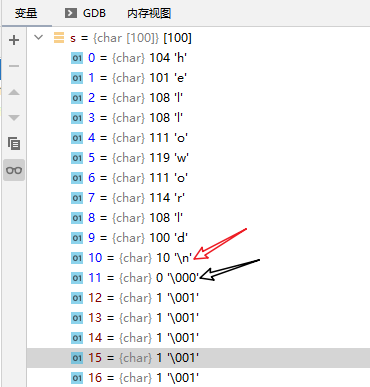 变量 GDB 内存视图
s = {char [100]} [100]
01 0 = {char} 104 'h'
01 1 = {char} 101 'e'
01 2 = {char} 108 'l'
01 3 = {char} 108 'l'
01 4 = {char} 111 'o'
01 5 = {char} 119 'w'
01 6 = {char} 111 'o'
01 7 = {char} 114 'r'
01 8 = {char} 108 'l'
01 9 = {char} 100 'd'
01 10 = {char} 10 '\n'
01 11 = {char} 0 '\000'
01 12 = {char} 1 '\001'
01 13 = {char} 1 '\001'
01 14 = {char} 1 '\001'
01 15 = {char} 1 '\001'
01 16 = {char} 1 '\001'